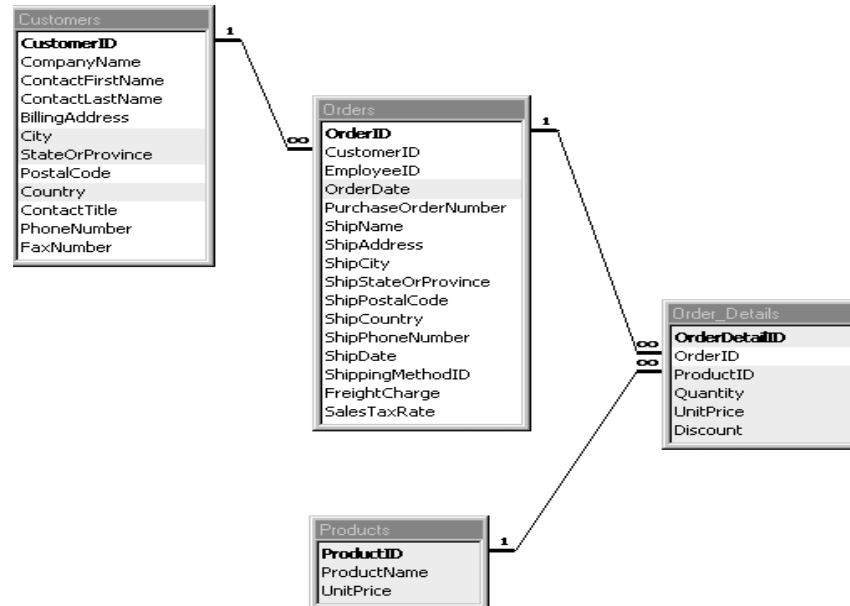 Customers
CustomerID
CompanyName
ContactFirstName
ContactLastName
BillingAddress
City
StateOrProvince
PostalCode
Country
ContactTitle
PhoneNumber
FaxNumber
1
∞
Orders
OrderID
CustomerID
EmployeeID
OrderDate
PurchaseOrderNumber
ShipName
ShipAddress
ShipCity
ShipStateOrProvince
ShipPostalCode
ShipCountry
ShipPhoneNumber
ShipDate
ShippingMethodID
FreightCharge
SalesTaxRate
1
∞
∞
Order_Details
OrderDetailID
OrderID
ProductID
Quantity
UnitPrice
Discount
Products
ProductID
ProductName
UnitPrice
1